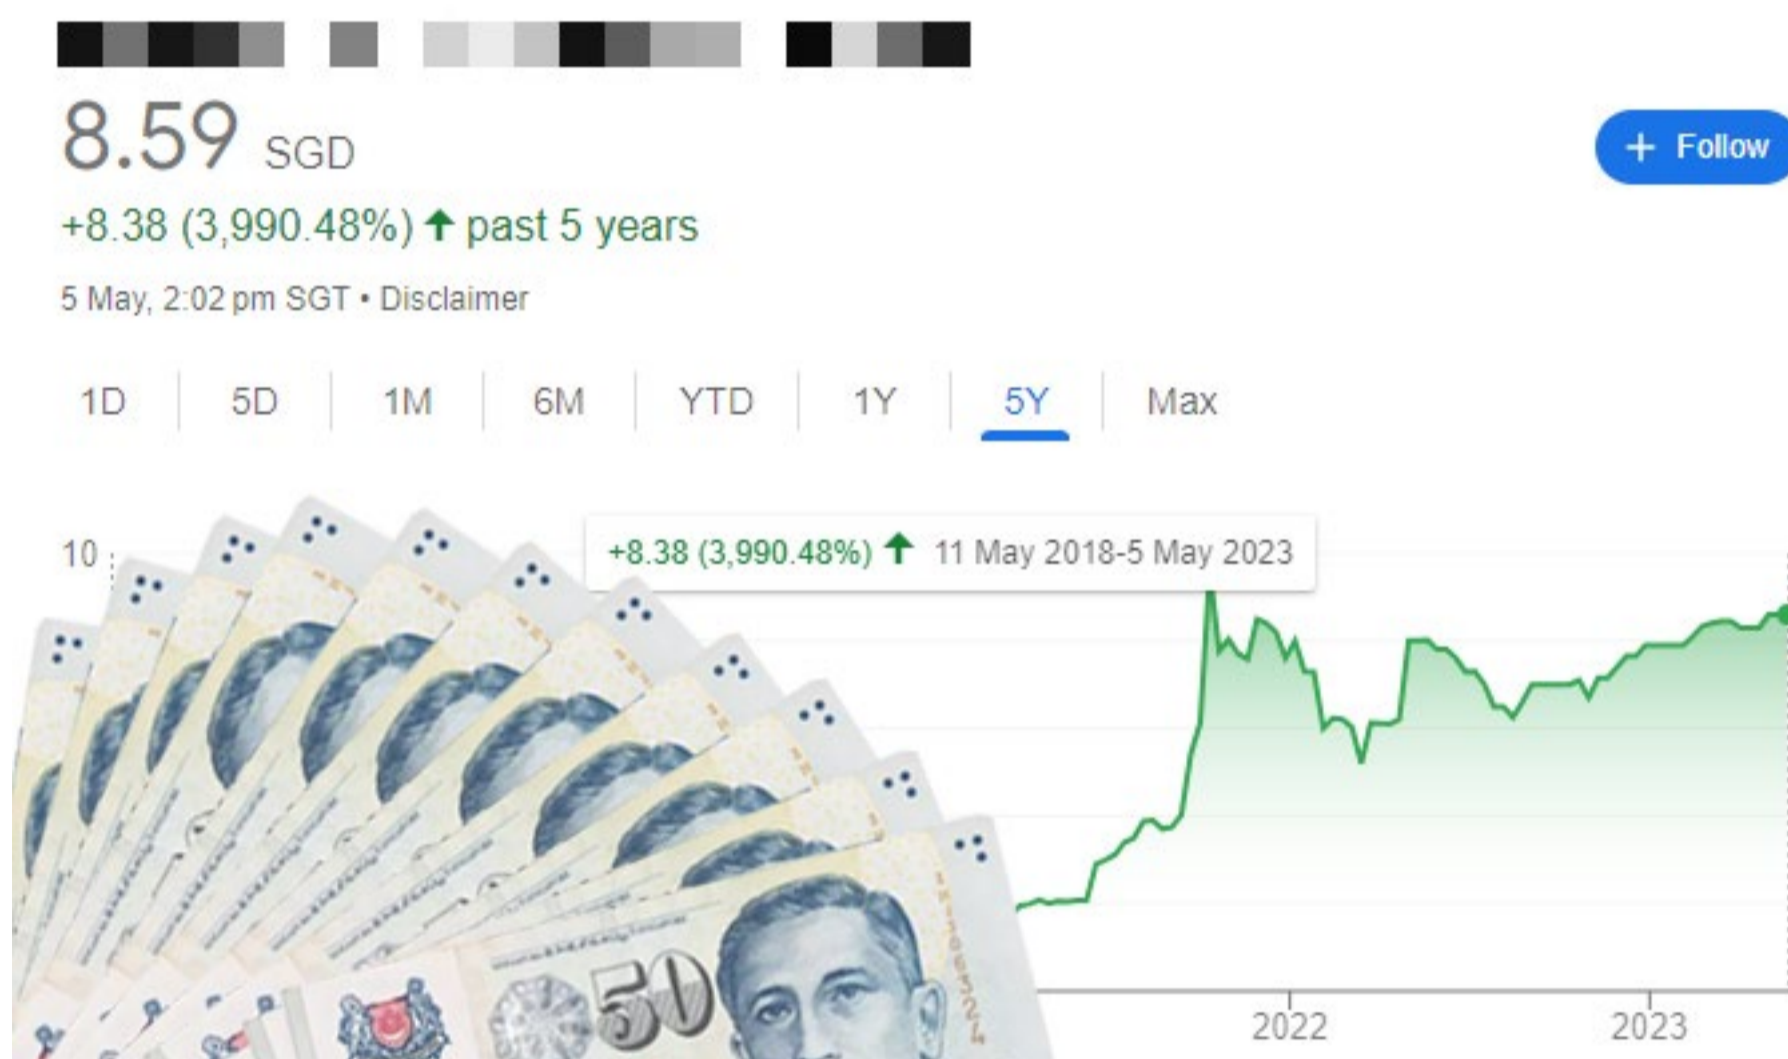 8.59 SGD
+ Follow
+8.38 (3,990.48%) ↑ past 5 years
5 May, 2:02 pm SGT • Disclaimer
1D 5D 1M 6M YTD 1Y 5Y Max
10
+8.38 (3,990.48%) ↑ 11 May 2018-5 May 2023
50
2022 2023